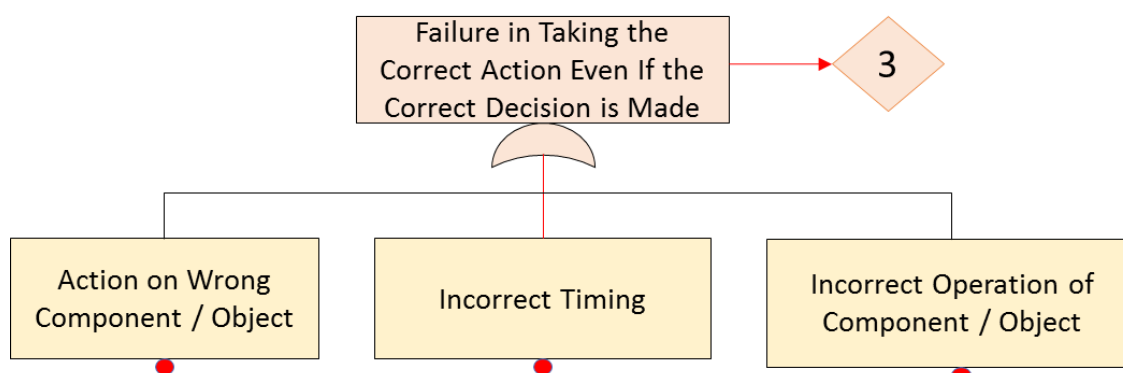 Failure in Taking the
Correct Action Even If the
Correct Decision is Made
3
Action on Wrong
Component / Object
Incorrect Timing
Incorrect Operation of
Component / Object